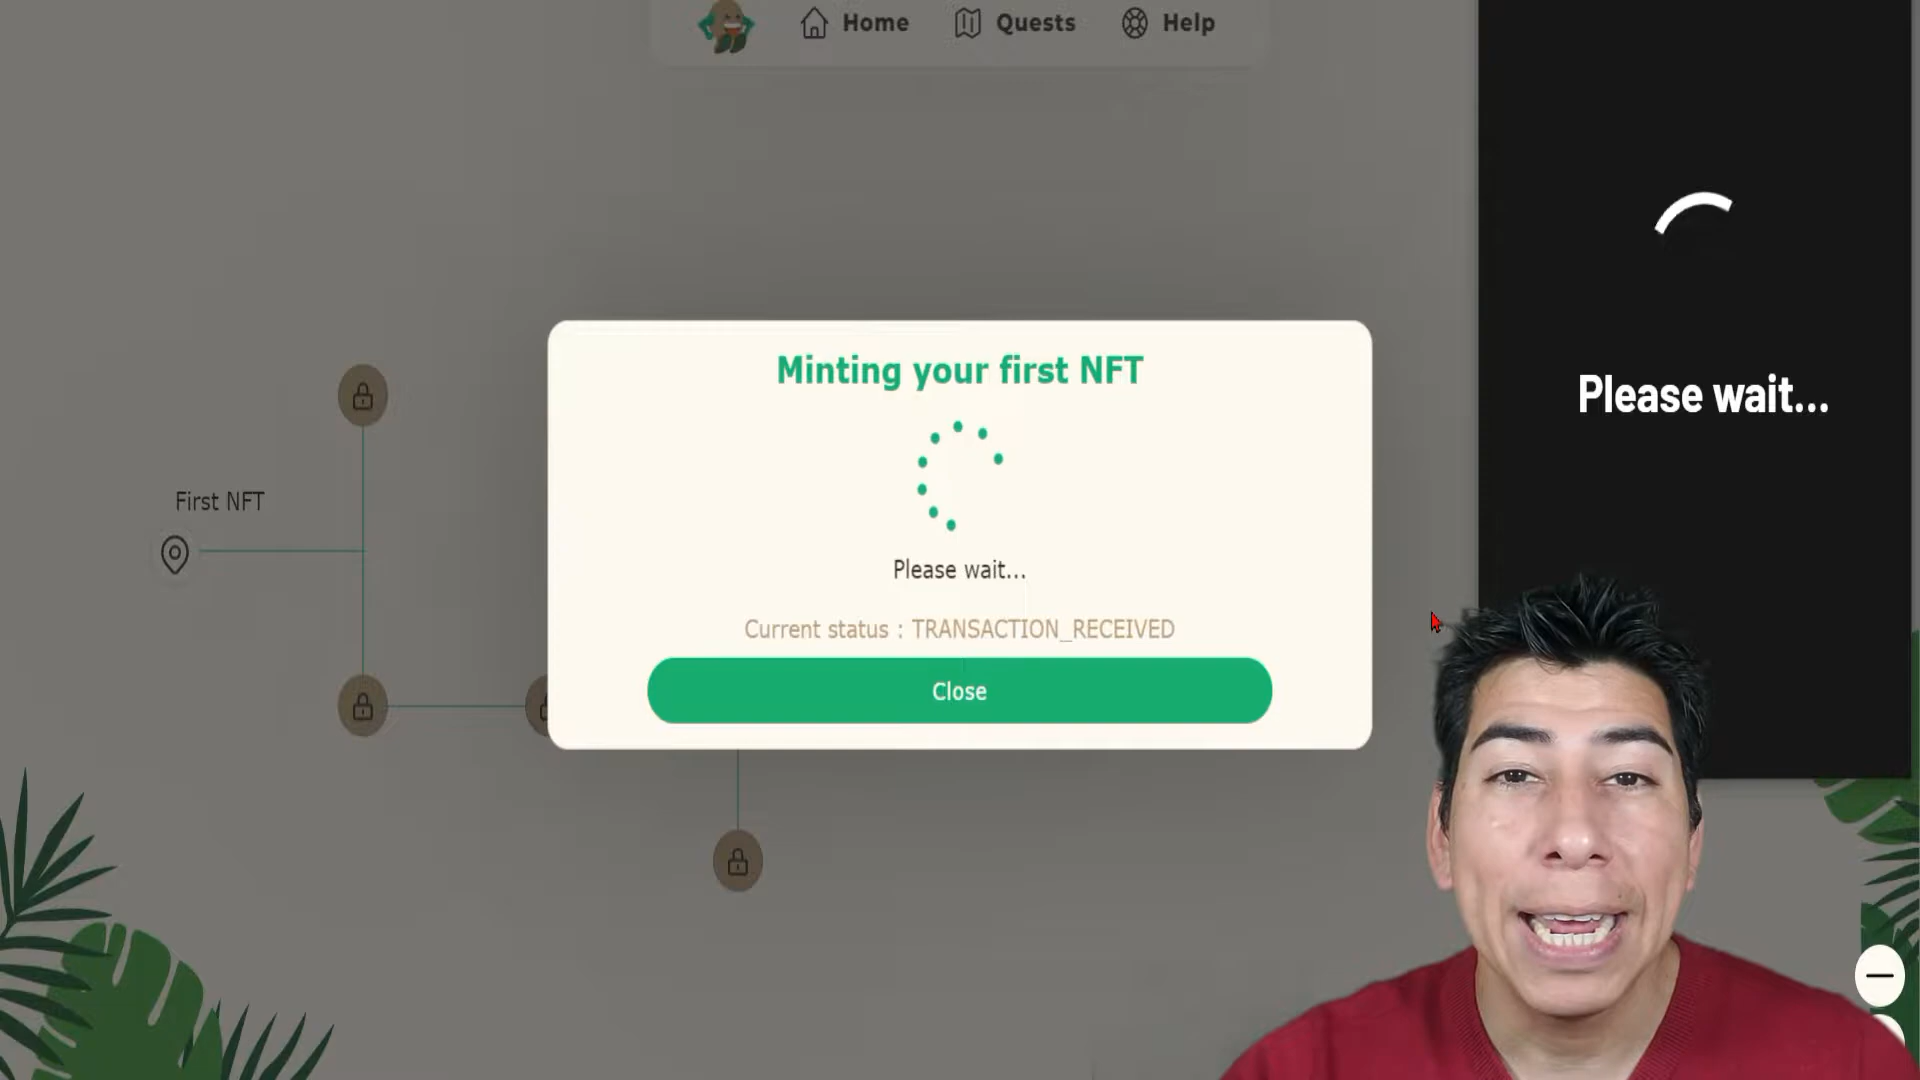 Home
Quests
Help
First NFT
Minting your first NFT
Please wait...
Current status : TRANSACTION_RECEIVED
Close
Please wait...